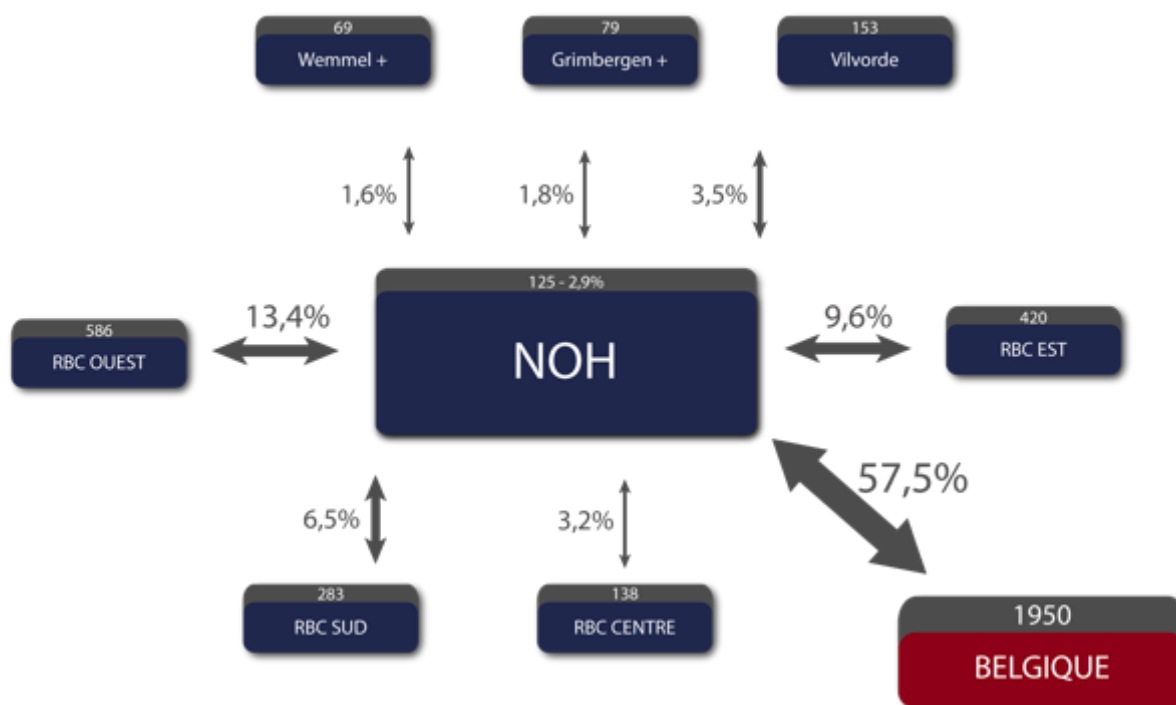 69
Wemmel +
79
Grimbergen +
153
Vilvorde
1,6%
1,8%
3,5%
125 - 2,9%
NOH
13,4%
586
RBC OUEST
9,6%
420
RBC EST
57,5%
6,5%
3,2%
283
RBC SUD
138
RBC CENTRE
1950
BELGIQUE